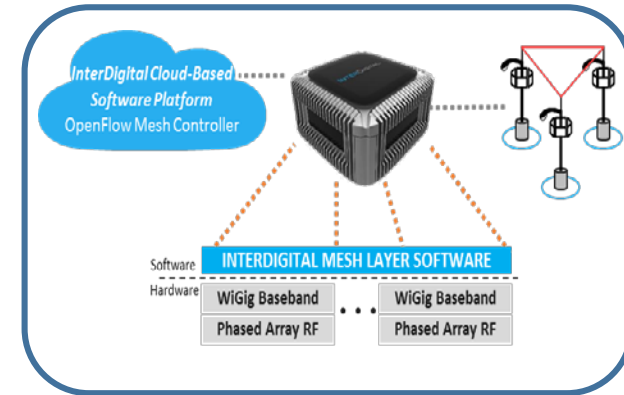 InterDigital Cloud-Based
Software Platform
OpenFlow Mesh Controller
Software
INTERDIGITAL MESH LAYER SOFTWARE
Hardware
WiGig Baseband
WiGig Baseband
Phased Array RF
Phased Array RF